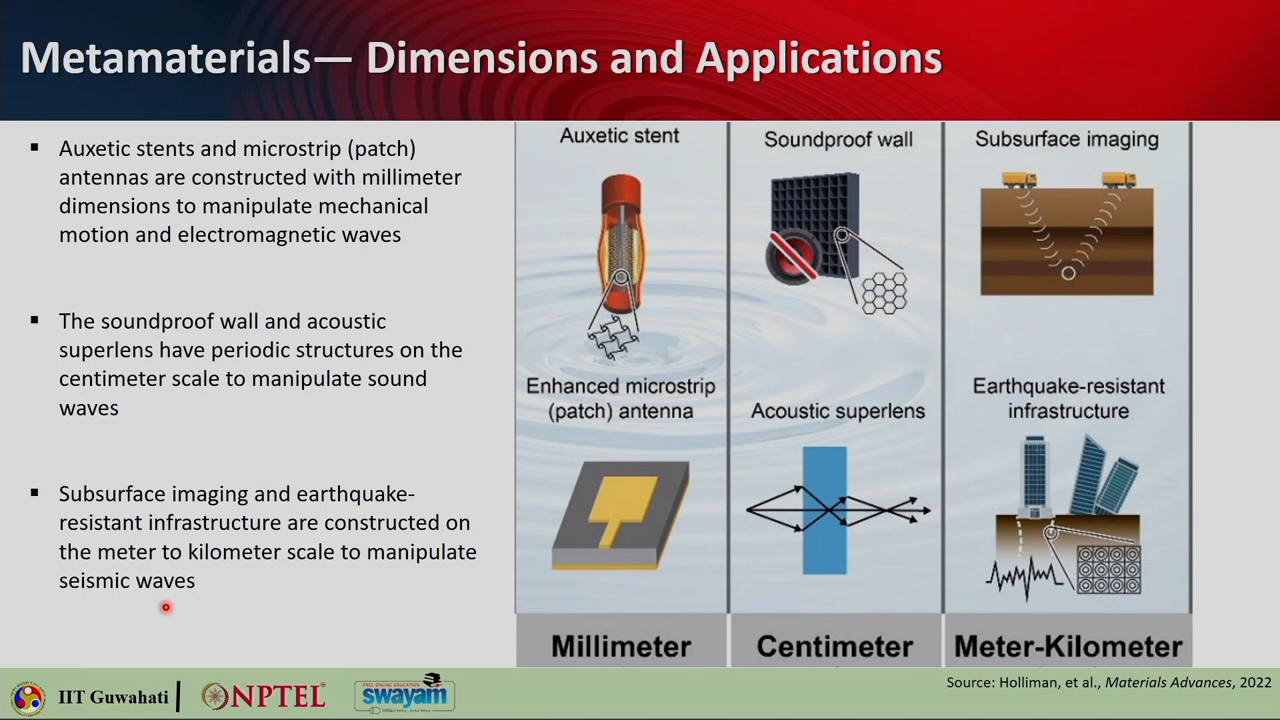 Metamaterials— Dimensions and Applications
▪ Auxetic stents and microstrip (patch)
antennas are constructed with millimeter
dimensions to manipulate mechanical
motion and electromagnetic waves
▪ The soundproof wall and acoustic
superlens have periodic structures on the
centimeter scale to manipulate sound
waves
▪ Subsurface imaging and earthquake-
resistant infrastructure are constructed on
the meter to kilometer scale to manipulate
seismic waves
Auxetic stent
Enhanced microstrip
(patch) antenna
Millimeter
Soundproof wall
Acoustic superlens
Centimeter
Subsurface imaging
Earthquake-resistant
infrastructure
Meter-Kilometer
IIT Guwahati
NPTEL
FREE ONLINE EDUCATION
swayam
Source: Holliman, et al., Materials Advances, 2022